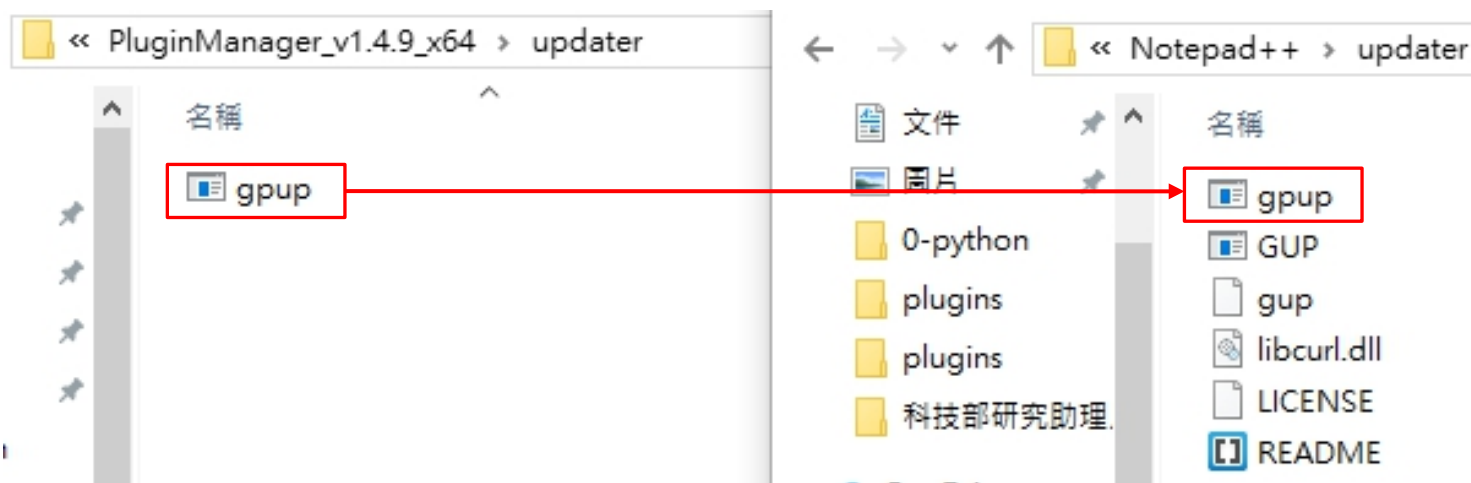 « PluginManager_v1.4.9_x64 › updater
名稱
gpup
« Notepad++ › updater
文件
圖片
0-python
plugins
plugins
科技部研究助理.
名稱
gpup
GUP
gup
libcurl.dll
LICENSE
README